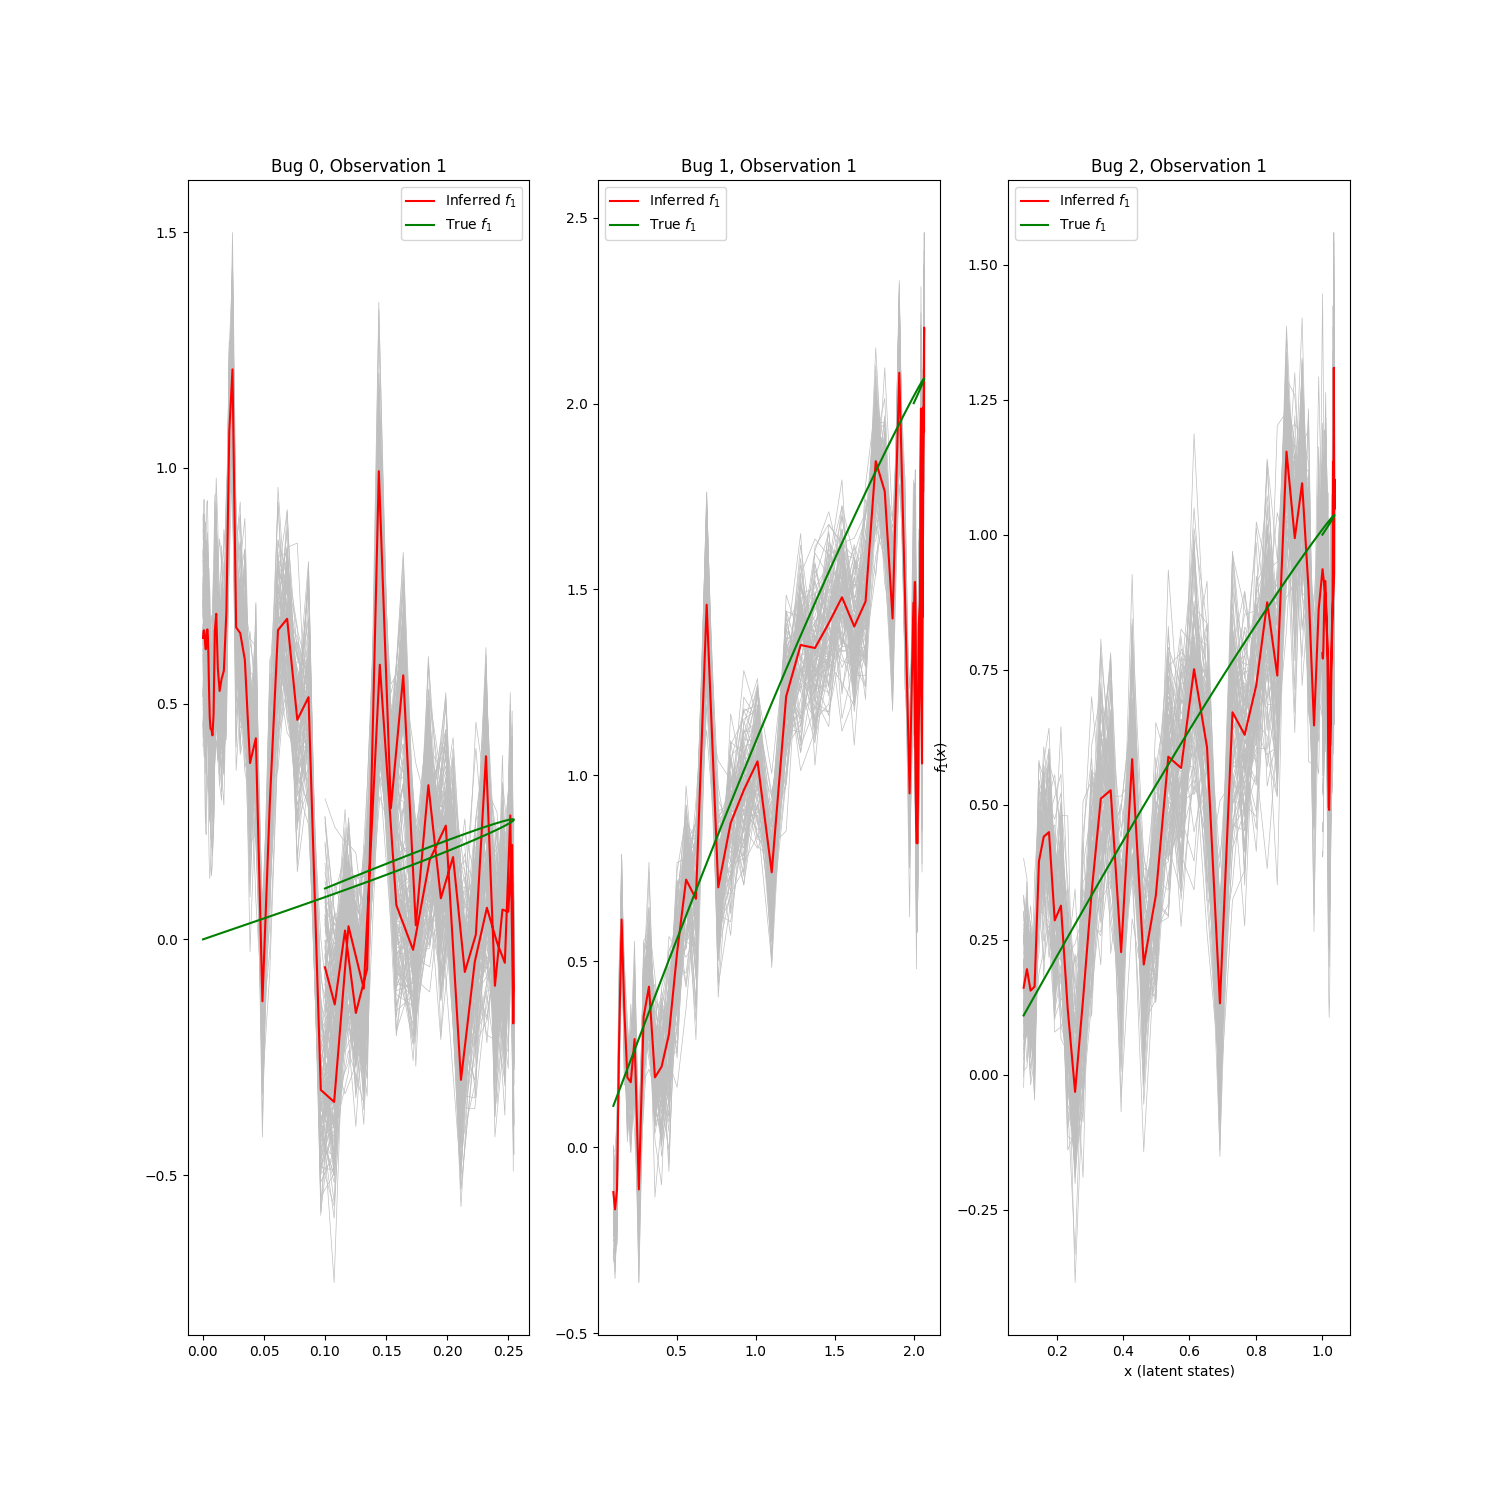 Bug 0, Observation 1
Inferred f₁
True f₁
1.5
1.0
0.5
0.0
−0.5
0.00 0.05 0.10 0.15 0.20 0.25
Bug 1, Observation 1
Inferred f₁
True f₁
2.5
2.0
1.5
1.0
0.5
0.0
−0.5
0.5 1.0 1.5 2.0
Bug 2, Observation 1
Inferred f₁
True f₁
f₁(x)
1.50
1.25
1.00
0.75
0.50
0.25
0.00
−0.25
0.2 0.4 0.6 0.8 1.0
x (latent states)